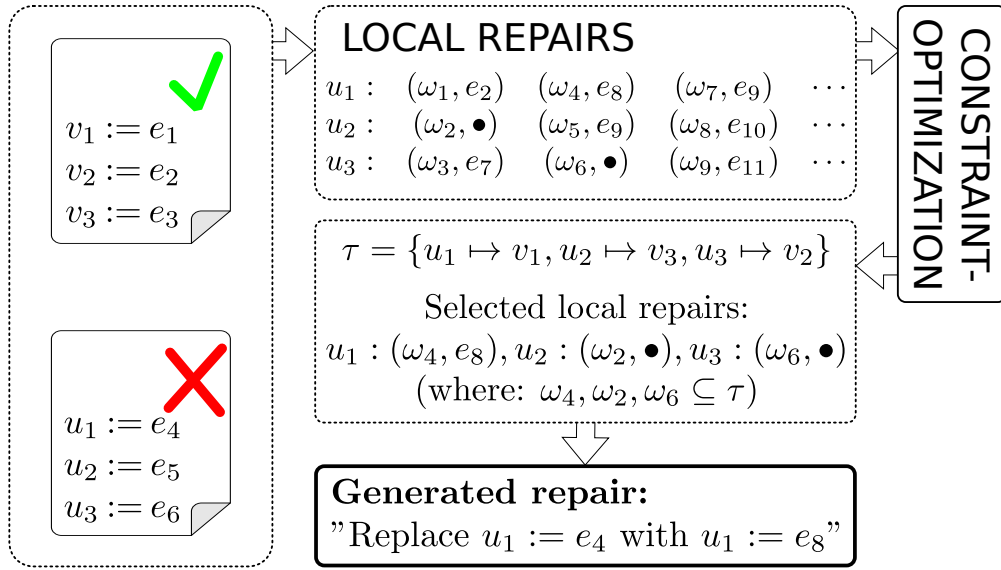 v₁ := e₁
v₂ := e₂
v₃ := e₃
u₁ := e₄
u₂ := e₅
u₃ := e₆
LOCAL REPAIRS
u₁ : (ω₁, e₂) (ω₄, e₈) (ω₇, e₉) ⋯
u₂ : (ω₂, •) (ω₅, e₉) (ω₈, e₁₀) ⋯
u₃ : (ω₃, e₇) (ω₆, •) (ω₉, e₁₁) ⋯
CONSTRAINT-
OPTIMIZATION
τ = {u₁ ↦ v₁, u₂ ↦ v₃, u₃ ↦ v₂}
Selected local repairs:
u₁ : (ω₄, e₈), u₂ : (ω₂, •), u₃ : (ω₆, •)
(where: ω₄, ω₂, ω₆ ⊆ τ)
Generated repair:
”Replace u₁ := e₄ with u₁ := e₈”